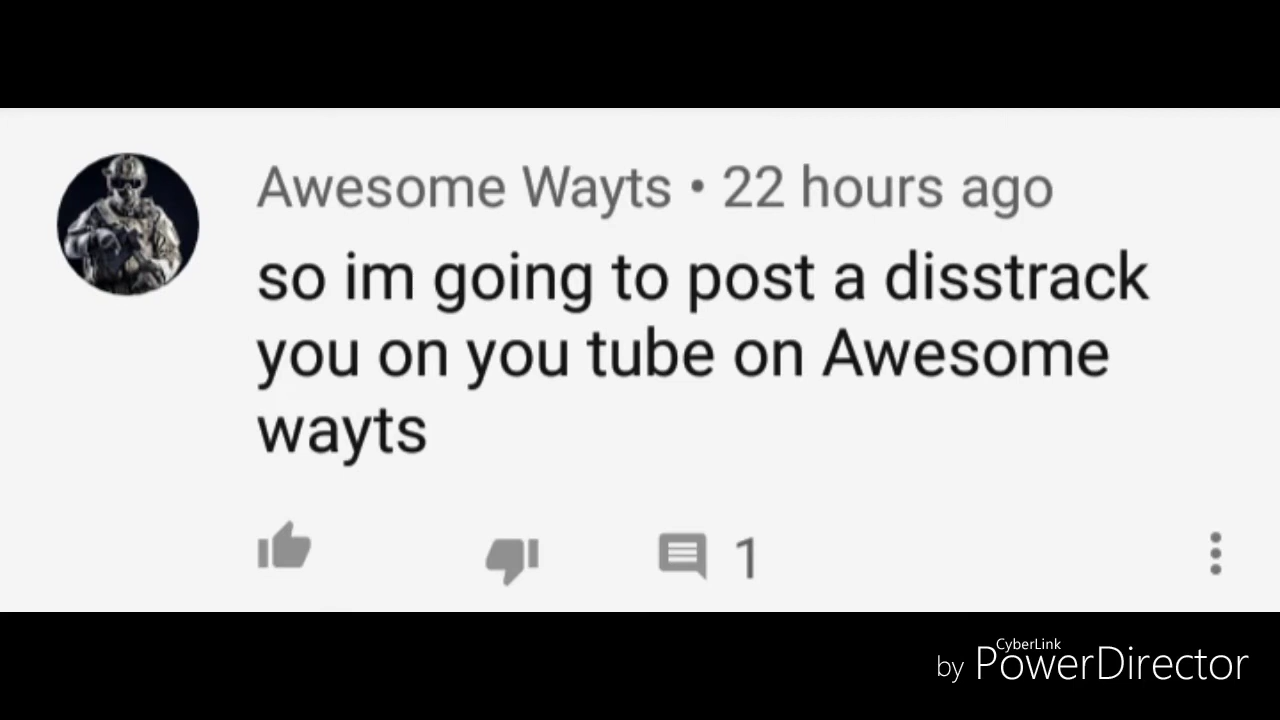 Awesome Wayts • 22 hours ago
so im going to post a disstrack
you on you tube on Awesome
wayts
1
CyberLink
by PowerDirector